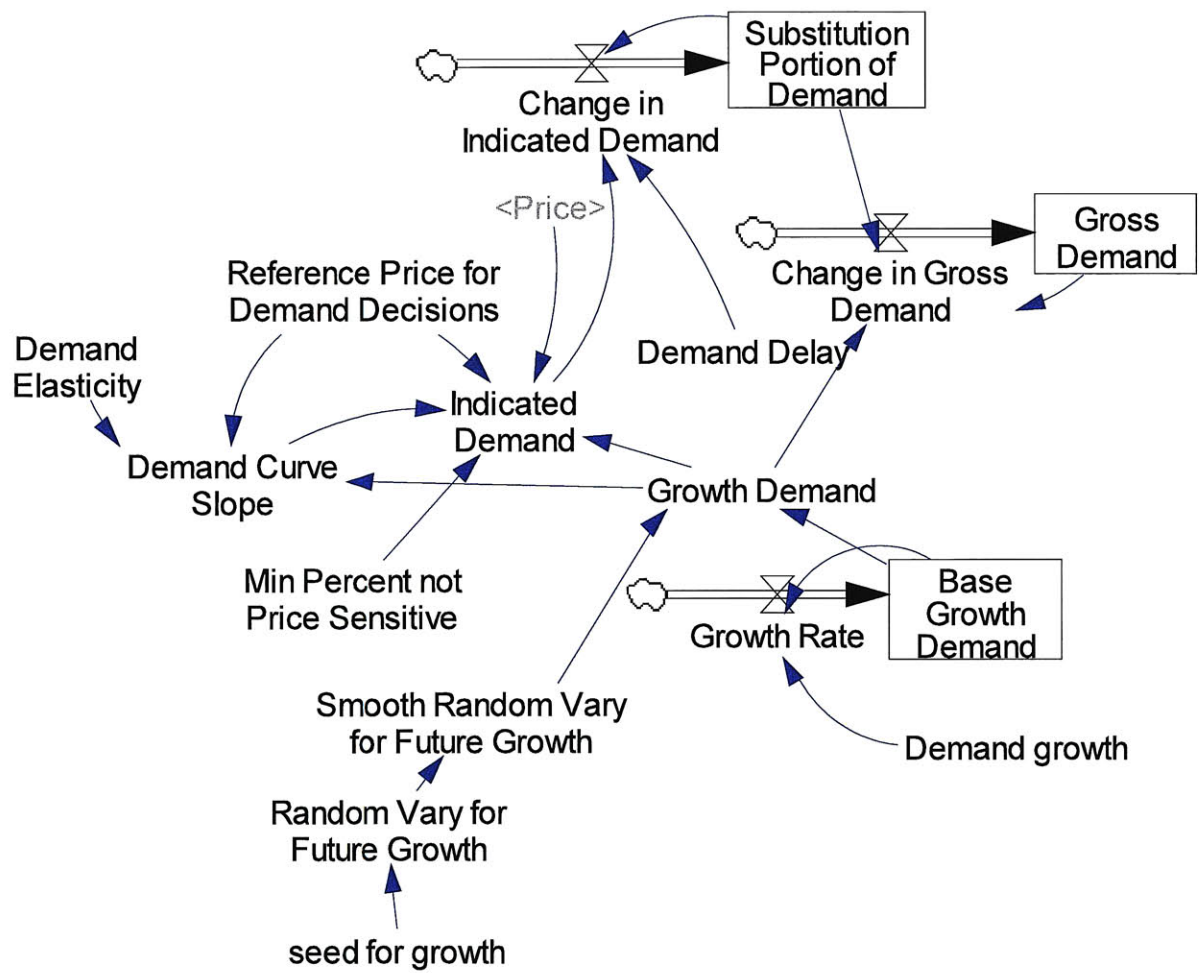 Substitution
Portion of
Demand
Change in
Indicated Demand
<Price>
Gross
Demand
Change in Gross
Demand
Reference Price for
Demand Decisions
Demand
Elasticity
Demand Delay
Indicated
Demand
Demand Curve
Slope
Growth Demand
Min Percent not
Price Sensitive
Base
Growth
Demand
Growth Rate
Smooth Random Vary
for Future Growth
Demand growth
Random Vary for
Future Growth
seed for growth